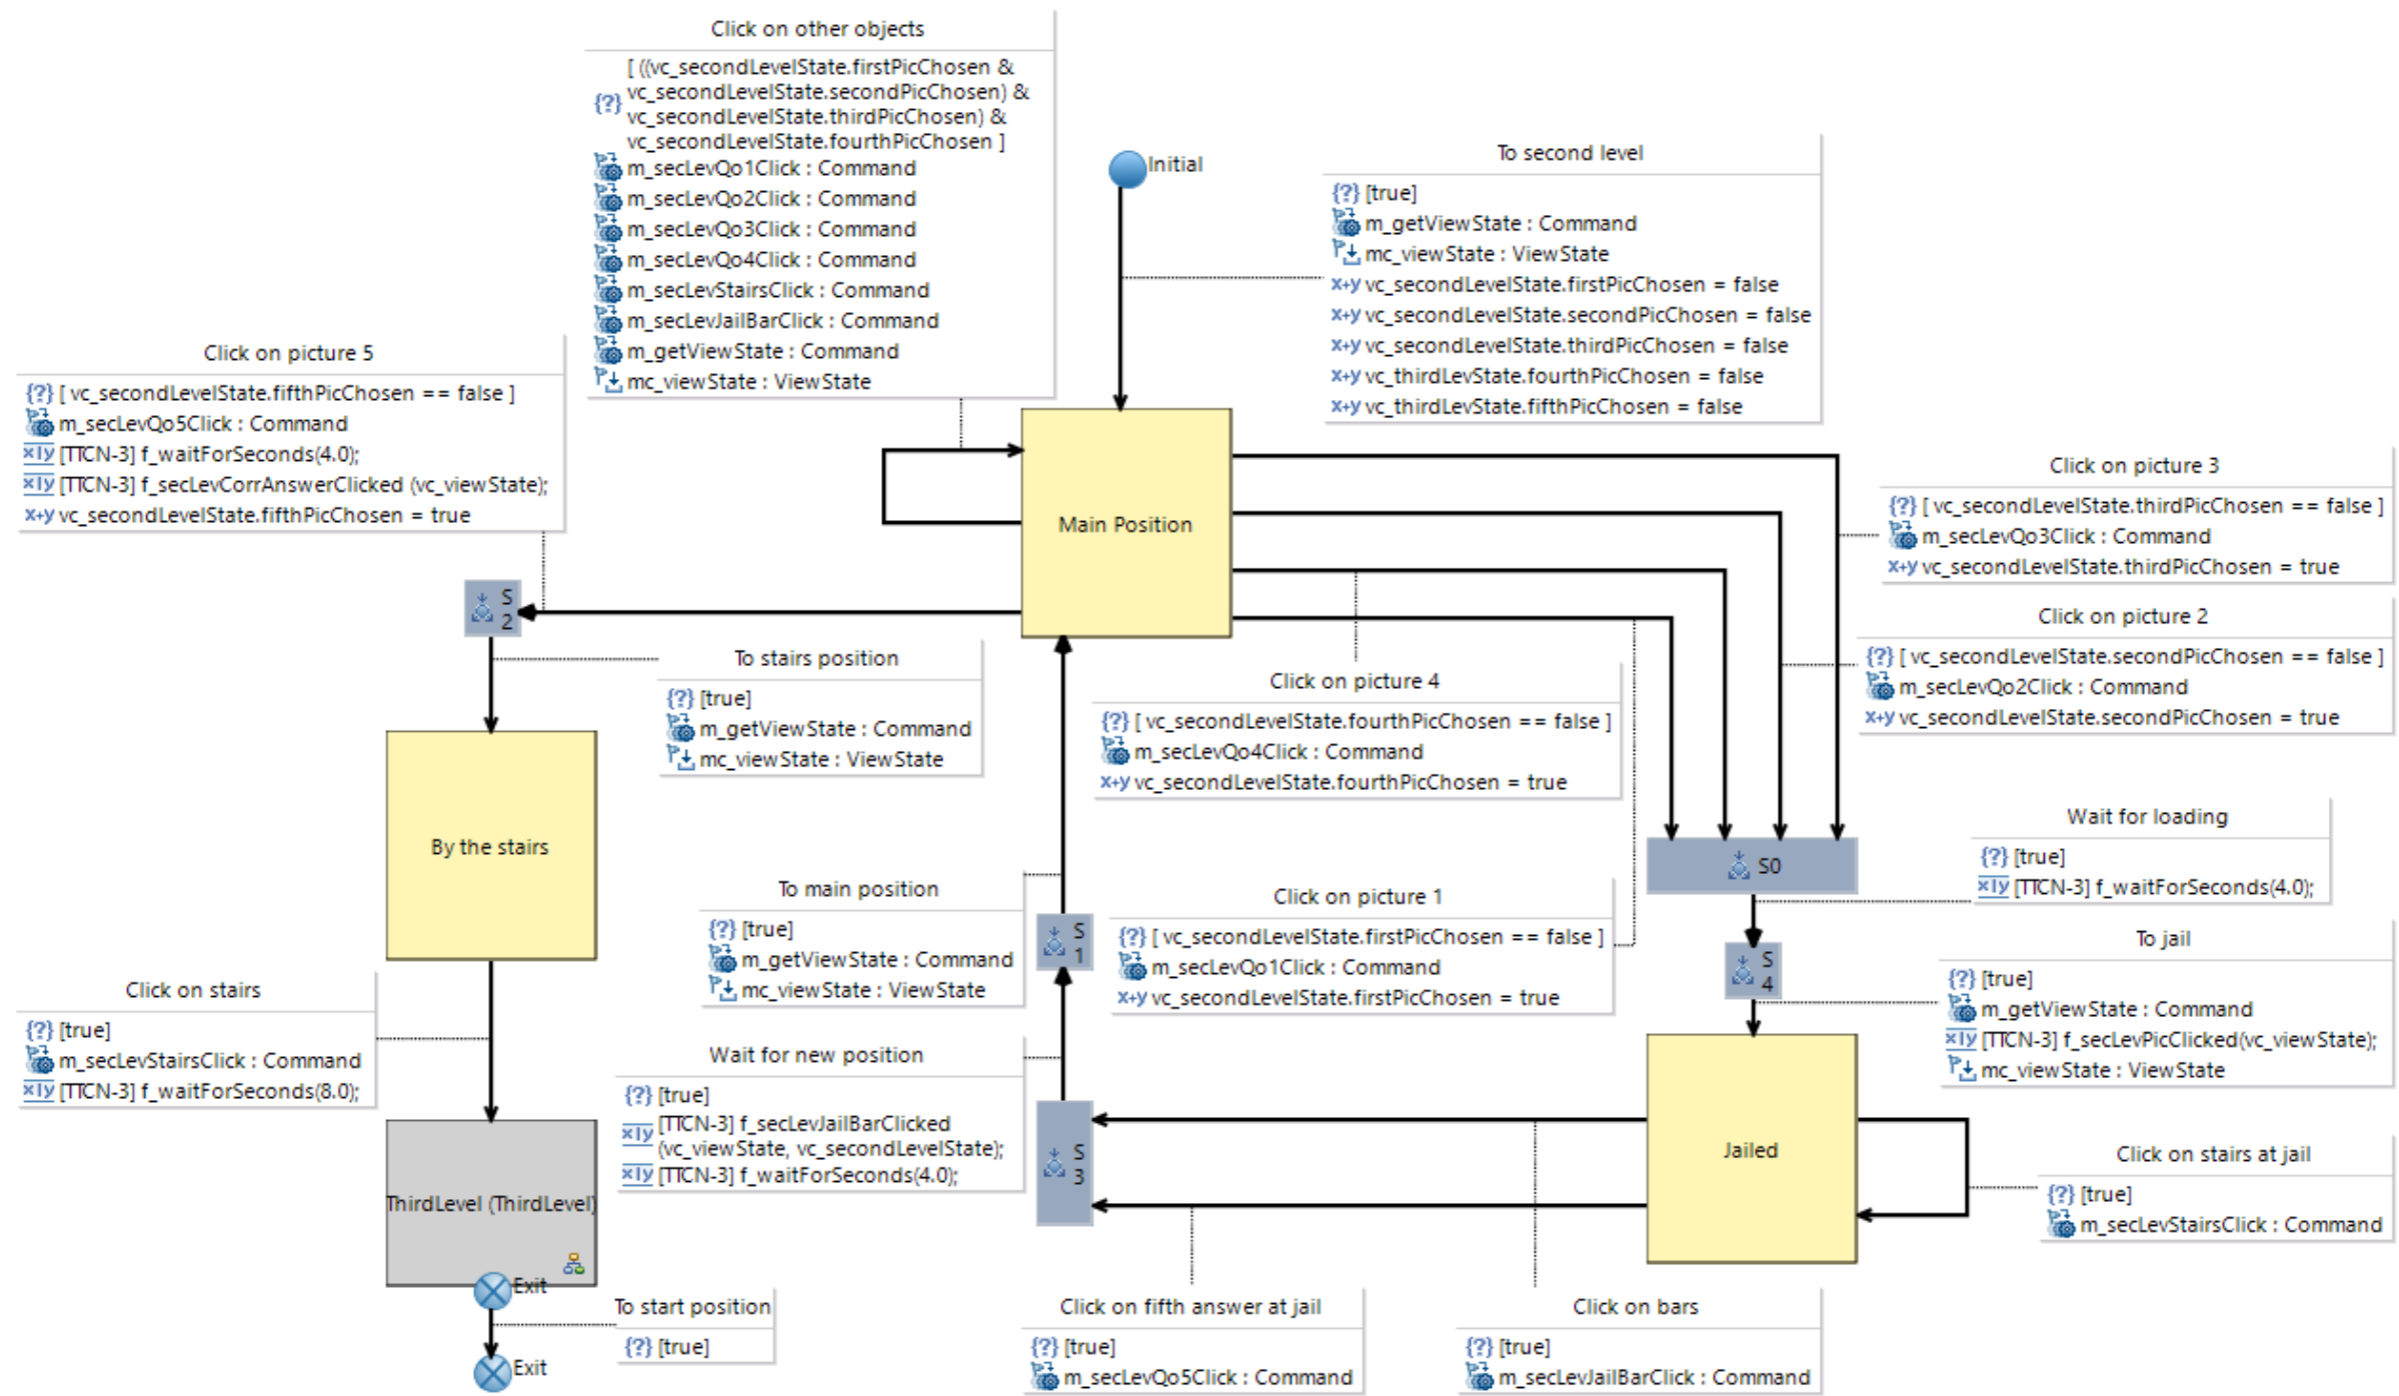 Click on other objects
[ ((vc_secondLevelState.firstPicChosen &
vc_secondLevelState.secondPicChosen) &
{?}
vc_secondLevelState.thirdPicChosen) &
vc_secondLevelState.fourthPicChosen ]
m_secLevQo1Click : Command
m_secLevQo2Click : Command
m_secLevQo3Click : Command
m_secLevQo4Click : Command
m_secLevStairsClick : Command
m_secLevJailBarClick : Command
m_getViewState : Command
mc_viewState : ViewState
Initial
To second level
{?} [true]
m_getViewState : Command
mc_viewState : ViewState
x+y vc_secondLevelState.firstPicChosen = false
x+y vc_secondLevelState.secondPicChosen = false
x+y vc_secondLevelState.thirdPicChosen = false
x+y vc_thirdLevState.fourthPicChosen = false
x+y vc_thirdLevState.fifthPicChosen = false
Click on picture 5
{?} [ vc_secondLevelState.fifthPicChosen == false ]
m_secLevQo5Click : Command
x|y [TTCN-3] f_waitForSeconds(4.0);
x|y [TTCN-3] f_secLevCorrAnswerClicked (vc_viewState);
x+y vc_secondLevelState.fifthPicChosen = true
Main Position
Click on picture 3
{?} [ vc_secondLevelState.thirdPicChosen == false ]
m_secLevQo3Click : Command
x+y vc_secondLevelState.thirdPicChosen = true
Click on picture 2
{?} [ vc_secondLevelState.secondPicChosen == false ]
m_secLevQo2Click : Command
x+y vc_secondLevelState.secondPicChosen = true
S
2
To stairs position
{?} [true]
m_getViewState : Command
mc_viewState : ViewState
Click on picture 4
{?} [ vc_secondLevelState.fourthPicChosen == false ]
m_secLevQo4Click : Command
x+y vc_secondLevelState.fourthPicChosen = true
By the stairs
Wait for loading
{?} [true]
x|y [TTCN-3] f_waitForSeconds(4.0);
S0
To main position
{?} [true]
m_getViewState : Command
mc_viewState : ViewState
S
1
Click on picture 1
{?} [ vc_secondLevelState.firstPicChosen == false ]
m_secLevQo1Click : Command
x+y vc_secondLevelState.firstPicChosen = true
S
4
To jail
{?} [true]
m_getViewState : Command
x|y [TTCN-3] f_secLevPicClicked(vc_viewState);
mc_viewState : ViewState
Click on stairs
{?} [true]
m_secLevStairsClick : Command
x|y [TTCN-3] f_waitForSeconds(8.0);
Wait for new position
{?} [true]
x|y [TTCN-3] f_secLevJailBarClicked
(vc_viewState, vc_secondLevelState);
x|y [TTCN-3] f_waitForSeconds(4.0);
S
3
Jailed
Click on stairs at jail
{?} [true]
m_secLevStairsClick : Command
ThirdLevel (ThirdLevel)
Exit
To start position
{?} [true]
Exit
Click on fifth answer at jail
{?} [true]
m_secLevQo5Click : Command
Click on bars
{?} [true]
m_secLevJailBarClick : Command